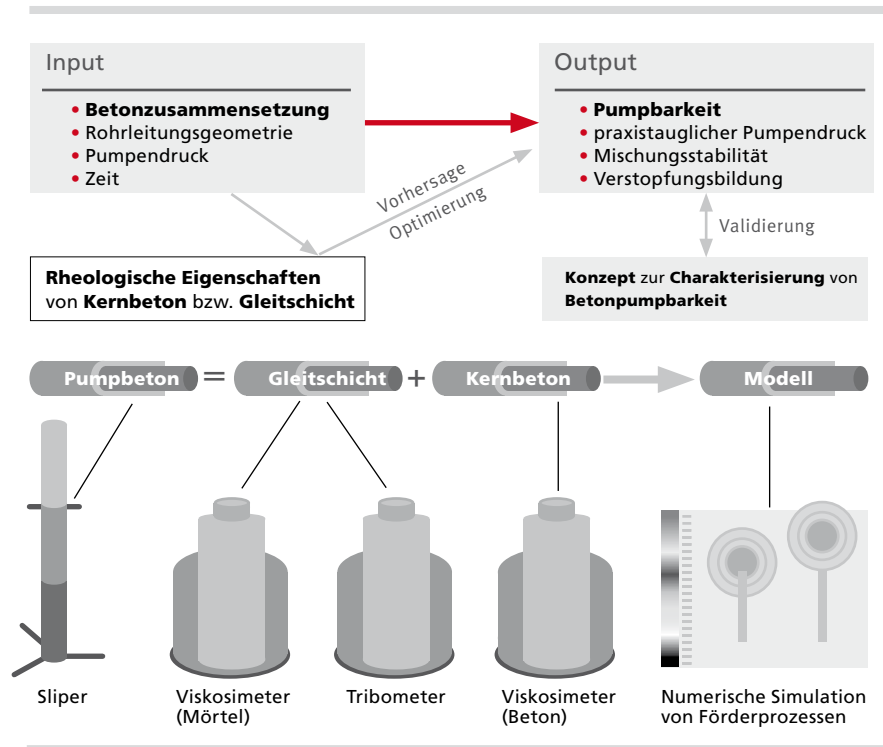 Input
• Betonzusammensetzung
• Rohrleitungsgeometrie
• Pumpendruck
• Zeit
Output
• Pumpbarkeit
• praxistauglicher Pumpendruck
• Mischungsstabilität
• Verstopfungsbildung
Vorhersage
Optimierung
Validierung
Rheologische Eigenschaften
von Kernbeton bzw. Gleitschicht
Konzept zur Charakterisierung von
Betonpumpbarkeit
Pumpbeton = Gleitschicht + Kernbeton Modell
Sliper
Viskosimeter
(Mörtel)
Tribometer
Viskosimeter
(Beton)
Numerische Simulation
von Förderprozessen